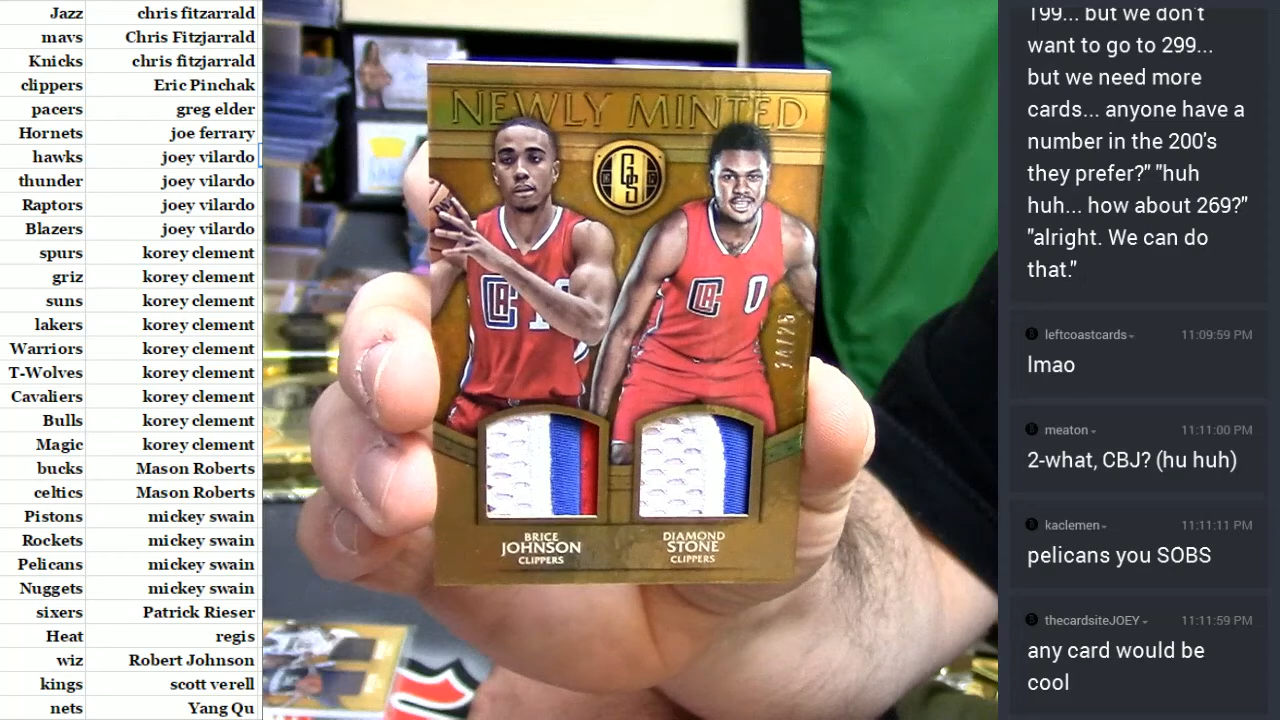 Jazz chris fitzarrald
mavs Chris Fitzjarrald
Knicks chris fitzjarrald
clippers Eric Pinchak
pacers greg elder
Hornets joe ferrary
hawks joey vilardo
thunder joey vilardo
Raptors joey vilardo
Blazers joey vilardo
spurs korey clement
griz korey clement
suns korey clement
lakers korey clement
Warriors korey clement
T-Wolves korey clement
Cavaliers korey clement
Bulls korey clement
Magic korey clement
bucks Mason Roberts
celtics Mason Roberts
Pistons mickey swain
Rockets mickey swain
Pelicans mickey swain
Nuggets mickey swain
sixers Patrick Rieser
Heat regis
wiz Robert Johnson
kings scott verell
nets Yang Qu
NEWLY MINTED
GS
LAC
1
LAC
0
14/25
BRICE
JOHNSON
CLIPPERS
DIAMOND
STONE
CLIPPERS
199... but we don't
want to go to 299...
but we need more
cards... anyone have a
number in the 200's
they prefer?" "huh
huh... how about 269?"
"alright. We can do
that."
leftcoastcards 11:09:59 PM
lmao
meaton 11:11:00 PM
2-what, CBJ? (hu huh)
kaclemen 11:11:11 PM
pelicans you SOBS
thecardsiteJOEY 11:11:59 PM
any card would be
cool